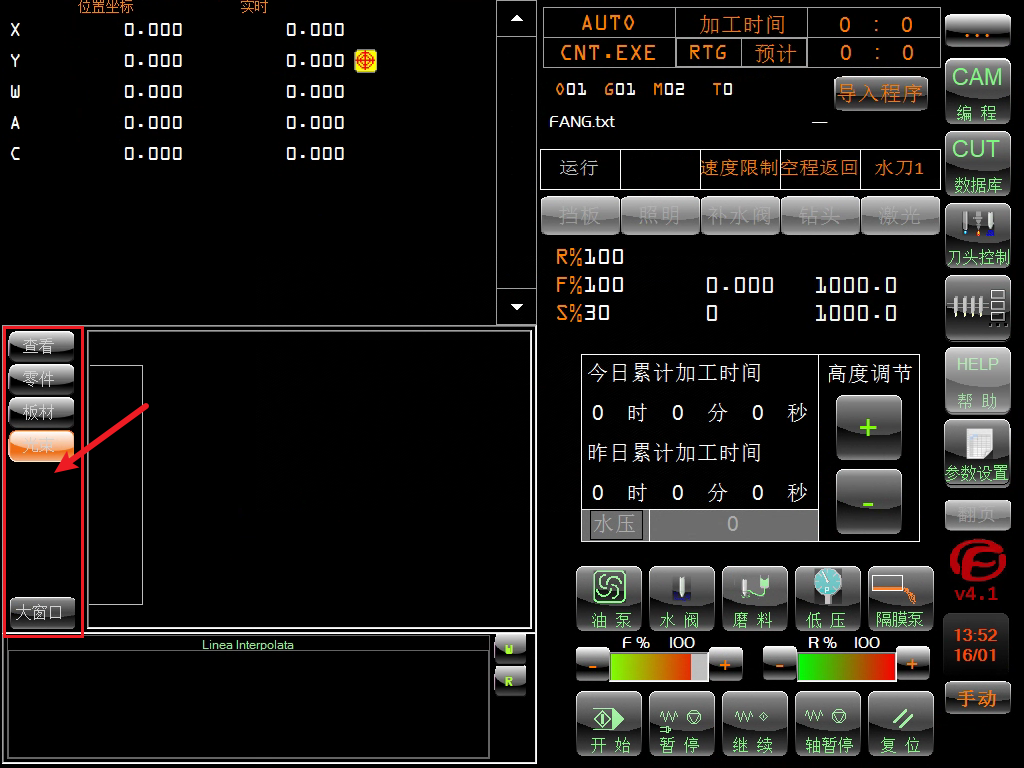 位置坐标 实时
X 0.000 0.000
Y 0.000 0.000
W 0.000 0.000
A 0.000 0.000
C 0.000 0.000
AUTO 加工时间 0 : 0
CNT.EXE RTG 预计 0 : 0
O01 G01 M02 T0
导入程序
FANG.txt
运行 速度限制 空程返回 水刀1
挡板 照明 补水阀 钻头 激光
R%100
F%100 0.000 1000.0
S%30 0 1000.0
查看
零件
板材
光束
大窗口
今日累计加工时间
0 时 0 分 0 秒
昨日累计加工时间
0 时 0 分 0 秒
水压 0
高度调节
+
-
Linea Interpolata
W
R
油 泵 水 阀 磨 料 低 压 隔膜泵
F % 100 R % 100
- + - +
开 始 暂 停 继 续 轴暂停 复 位
...
CAM
编 程
CUT
数据库
刀头控制
HELP
帮 助
参数设置
翻页
v4.1
13:52
16/01
手动